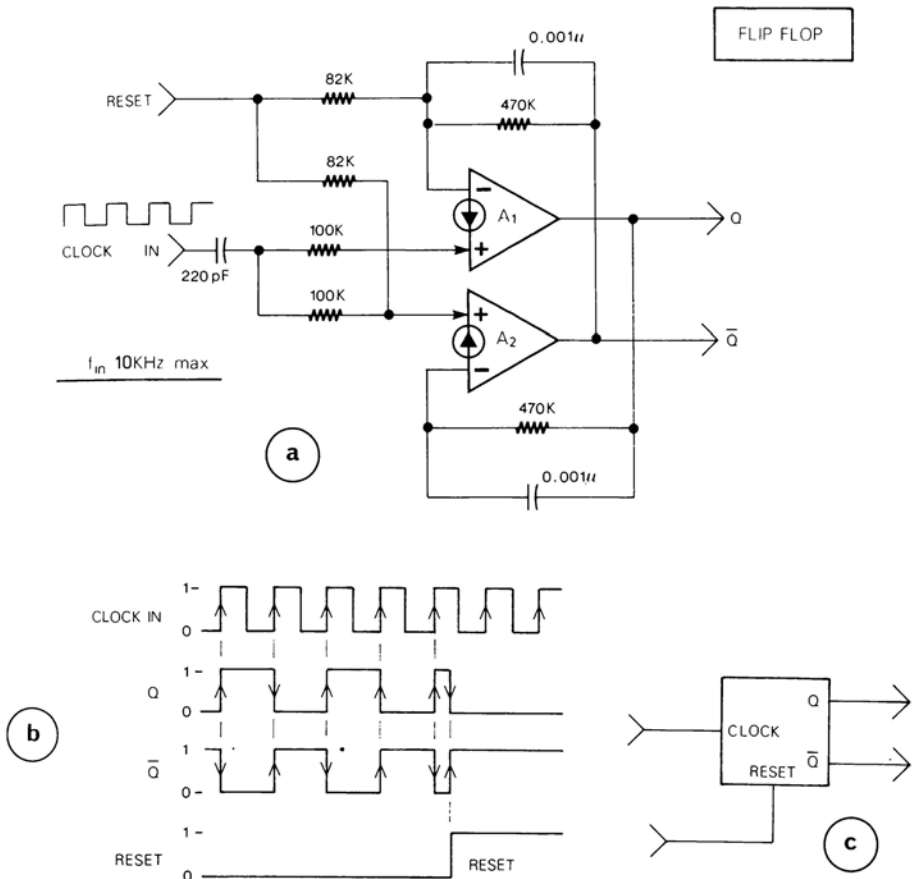 0.001u
FLIP FLOP
82K
RESET
470K
82K
−
A1
Q
CLOCK IN
100K
+
220pF
100K
+
A2
Q̅
−
fin 10KHz max
470K
a
0.001u
1-
CLOCK IN
0-
1-
Q
0-
b
1
Q̅
0-
1-
RESET
0
RESET
Q
CLOCK
Q̅
RESET
c